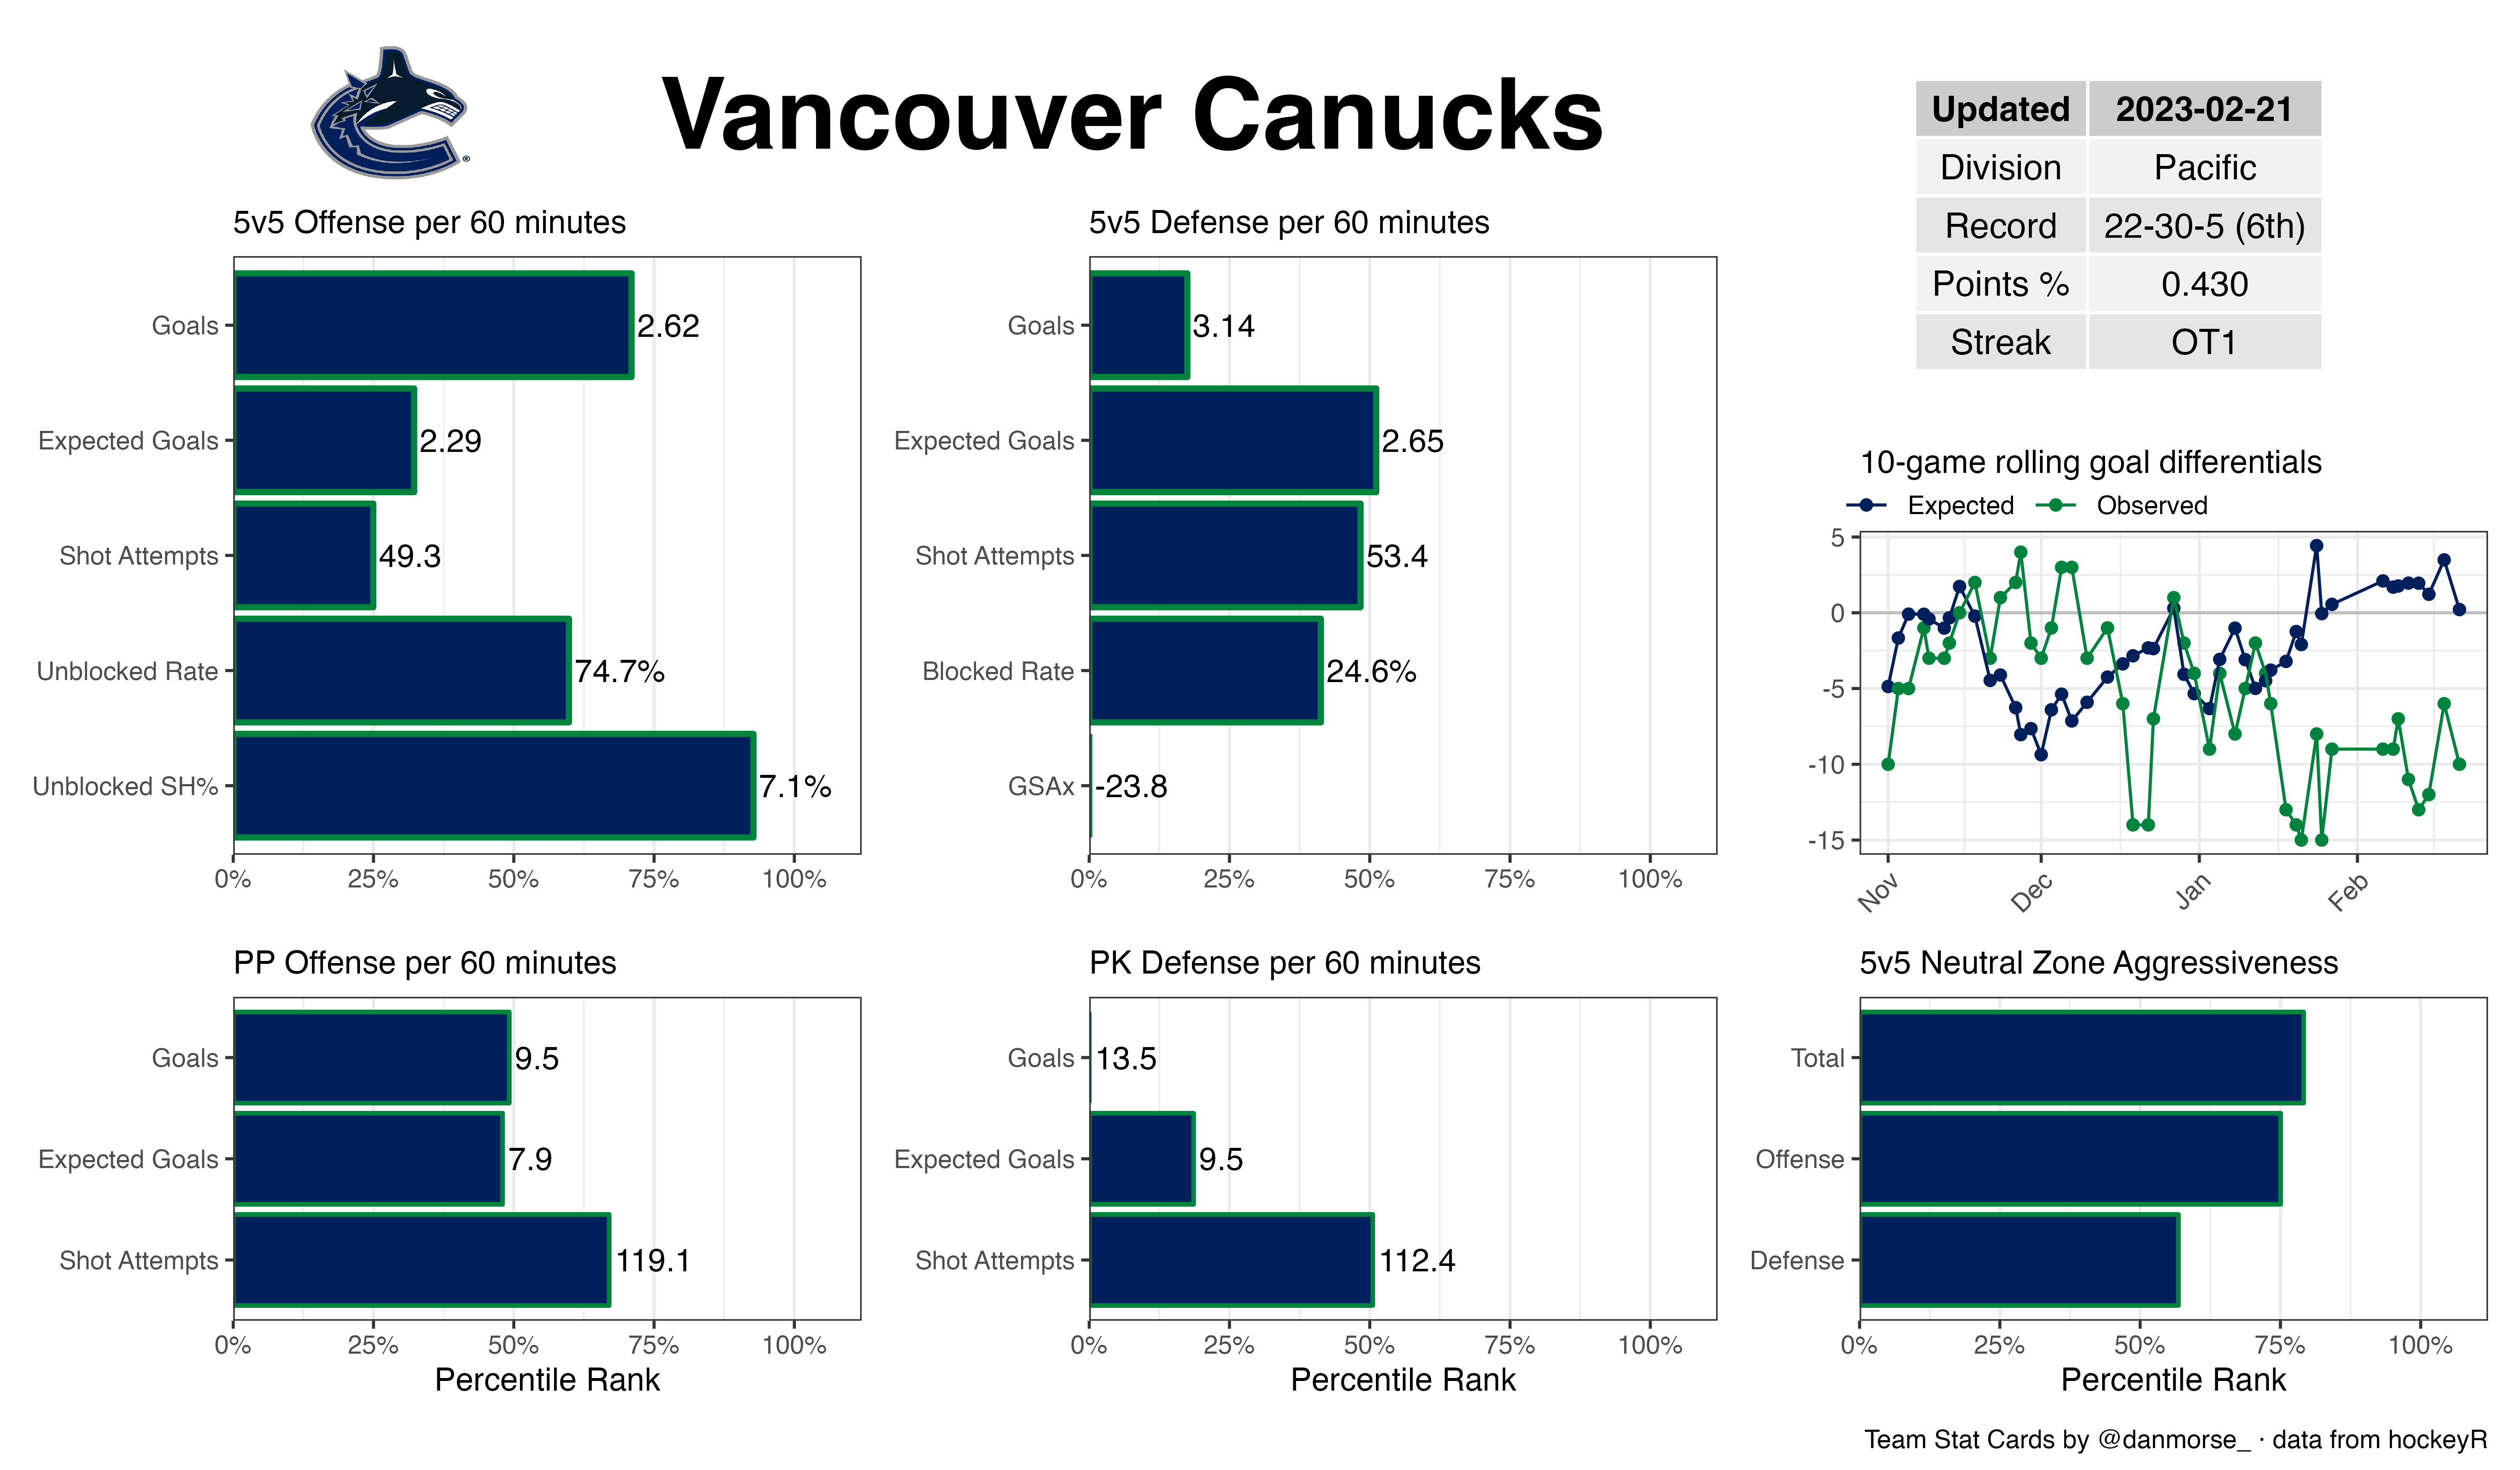 Vancouver Canucks
Updated 2023-02-21
Division Pacific
Record 22-30-5 (6th)
Points % 0.430
Streak OT1
5v5 Offense per 60 minutes
Goals 2.62
Expected Goals 2.29
Shot Attempts 49.3
Unblocked Rate 74.7%
Unblocked SH% 7.1%
0% 25% 50% 75% 100%
5v5 Defense per 60 minutes
Goals 3.14
Expected Goals 2.65
Shot Attempts 53.4
Blocked Rate 24.6%
GSAx -23.8
0% 25% 50% 75% 100%
10-game rolling goal differentials
Expected Observed
5
0
-5
-10
-15
Nov Dec Jan Feb
PP Offense per 60 minutes
Goals 9.5
Expected Goals 7.9
Shot Attempts 119.1
0% 25% 50% 75% 100%
Percentile Rank
PK Defense per 60 minutes
Goals 13.5
Expected Goals 9.5
Shot Attempts 112.4
0% 25% 50% 75% 100%
Percentile Rank
5v5 Neutral Zone Aggressiveness
Total
Offense
Defense
0% 25% 50% 75% 100%
Percentile Rank
Team Stat Cards by @danmorse_ · data from hockeyR